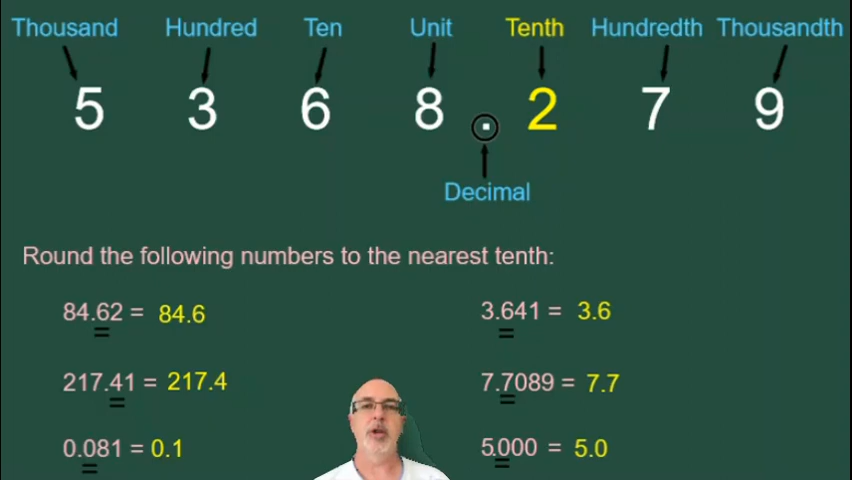 Thousand Hundred Ten Unit Tenth Hundredth Thousandth
5 3 6 8 . 2 7 9
Decimal
Round the following numbers to the nearest tenth:
84.62 = 84.6 3.641 = 3.6
217.41 = 217.4 7.7089 = 7.7
0.081 = 0.1 5.000 = 5.0